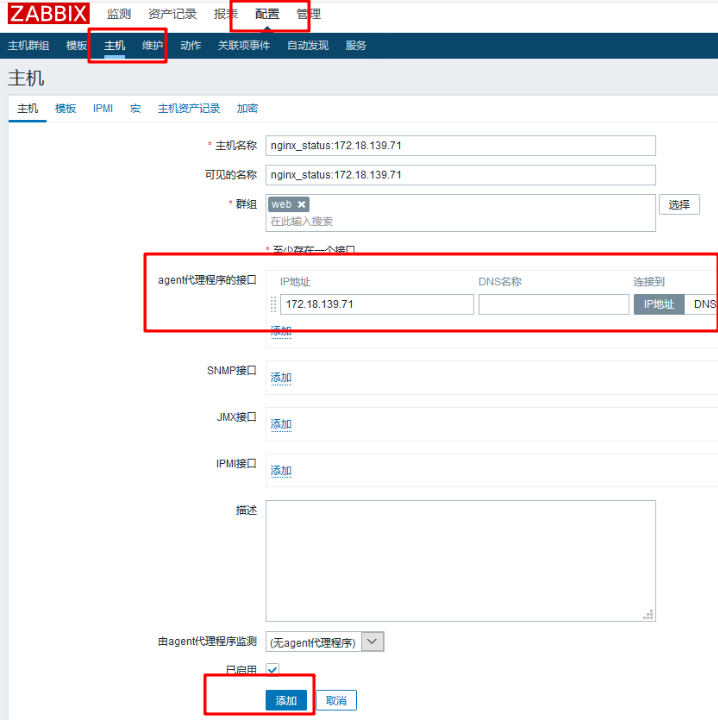 ZABBIX 监测 资产记录 报表 配置 管理
主机群组 模板 主机 维护 动作 关联项事件 自动发现 服务
主机
主机 模板 IPMI 宏 主机资产记录 加密
* 主机名称 nginx_status:172.18.139.71
可见的名称 nginx_status:172.18.139.71
* 群组 web 选择
在此输入搜索
* 至少存在一个接口。
agent代理程序的接口 IP地址 DNS名称 连接到
172.18.139.71 IP地址 DNS
添加
SNMP接口 添加
JMX接口 添加
IPMI接口 添加
描述
由agent代理程序监测 (无agent代理程序)
已启用
添加 取消